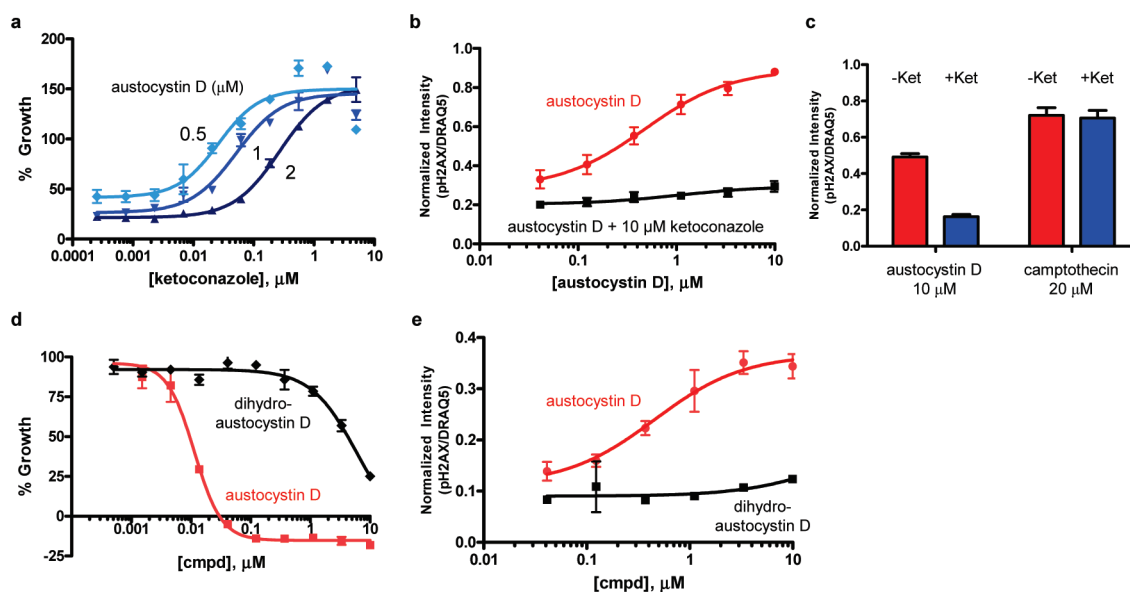 a
200
150
100
50
0
% Growth
austocystin D (μM)
0.5
1
2
0.0001
0.001
0.01
0.1
1
10
[ketoconazole], μM
b
1.0
0.8
0.6
0.4
0.2
0.0
Normalized Intensity
(pH2AX/DRAQ5)
austocystin D
austocystin D + 10 μM ketoconazole
0.01
0.1
1
10
[austocystin D], μM
c
1.0
0.8
0.6
0.4
0.2
0.0
Normalized Intensity
(pH2AX/DRAQ5)
-Ket +Ket
-Ket +Ket
austocystin D
10 μM
camptothecin
20 μM
d
100
75
50
25
0
-25
% Growth
dihydro-
austocystin D
austocystin D
0.001
0.01
0.1
1
10
[cmpd], μM
e
0.4
0.3
0.2
0.1
0.0
Normalized Intensity
(pH2AX/DRAQ5)
austocystin D
dihydro-
austocystin D
0.01
0.1
1
10
[cmpd], μM